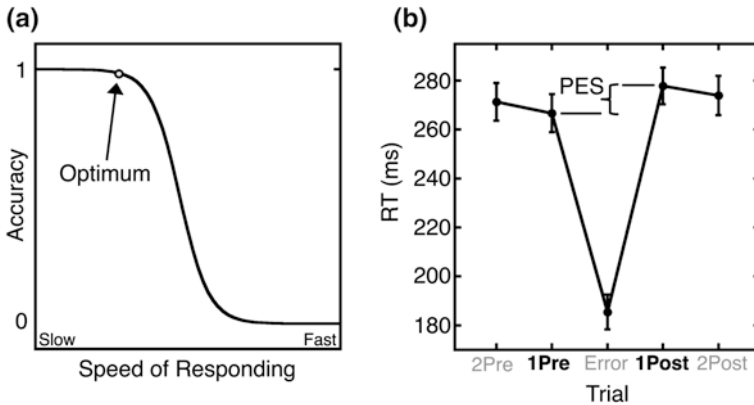 (a)
1
Optimum
Accuracy
0
Slow
Fast
Speed of Responding
(b)
280
260
240
220
200
180
RT (ms)
PES
2Pre 1Pre Error 1Post 2Post
Trial